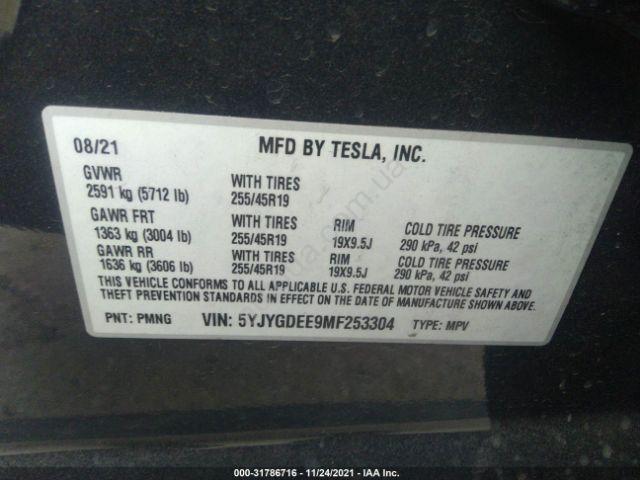 08/21 MFD BY TESLA, INC.
GVWR
2591 kg (5712 lb) WITH TIRES 255/45R19
GAWR FRT
1363 kg (3004 lb) WITH TIRES 255/45R19 RIM 19X9.5J COLD TIRE PRESSURE 290 kPa, 42 psi
GAWR RR
1636 kg (3606 lb) WITH TIRES 255/45R19 RIM 19X9.5J COLD TIRE PRESSURE 290 kPa, 42 psi
THIS VEHICLE CONFORMS TO ALL APPLICABLE U.S. FEDERAL MOTOR VEHICLE SAFETY AND
THEFT PREVENTION STANDARDS IN EFFECT ON THE DATE OF MANUFACTURE SHOWN ABOVE.
PNT: PMNG VIN: 5YJYGDEE9MF253304 TYPE: MPV
000-31786716 - 11/24/2021 - IAA Inc.